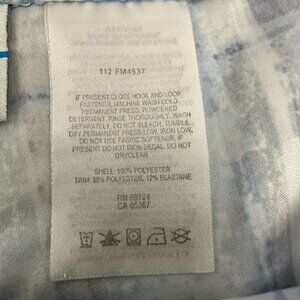 112 FM4537
IF PRESENT CLOSE HOOK AND LOOP
FASTENER, MACHINE WASH COLD,
PERMANENT PRESS, POWDERED
DETERGENT, RINSE THOROUGHLY, WASH
SEPARATELY, DO NOT BLEACH, TUMBLE
DRY PERMANENT PRESS LOW, IRON LOW,
DO NOT USE FABRIC SOFTENER, IF
PRESENT DO NOT IRON DECAL, DO NOT
DRYCLEAN
SHELL: 100% POLYESTER
TRIM: 88% POLYESTER, 12% ELASTANE
RN 69724
CA 05367